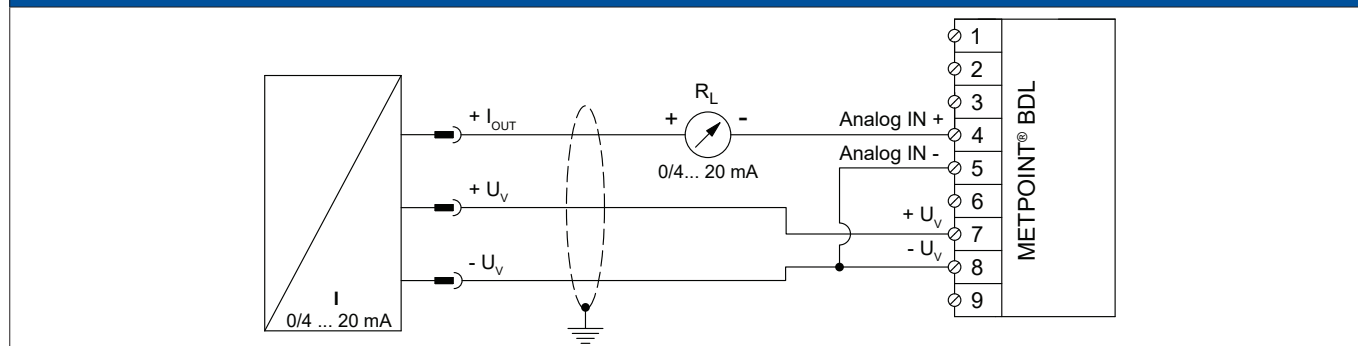 + I_OUT
+ U_V
- U_V
I
0/4 ... 20 mA
R_L
+ -
0/4... 20 mA
Analog IN +
Analog IN -
+ U_V
- U_V
1
2
3
4
5
6
7
8
9
METPOINT® BDL